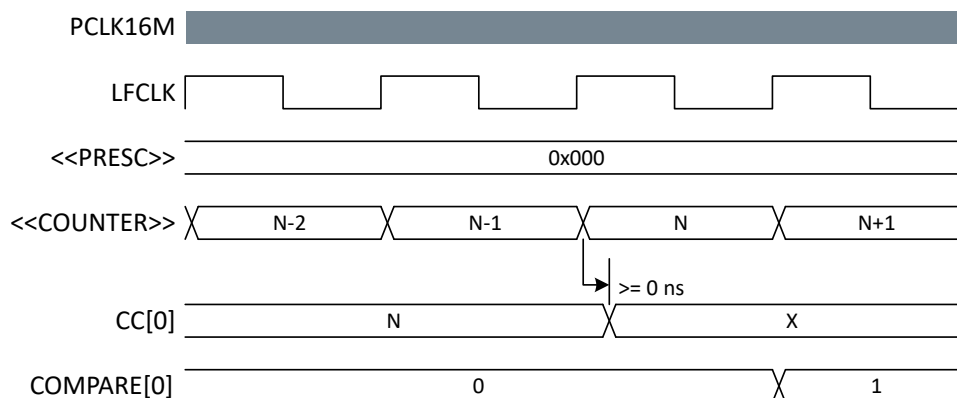 PCLK16M
LFCLK
<<PRESC>> 0x000
<<COUNTER>> N-2 N-1 N N+1
>= 0 ns
CC[0] N X
COMPARE[0] 0 1